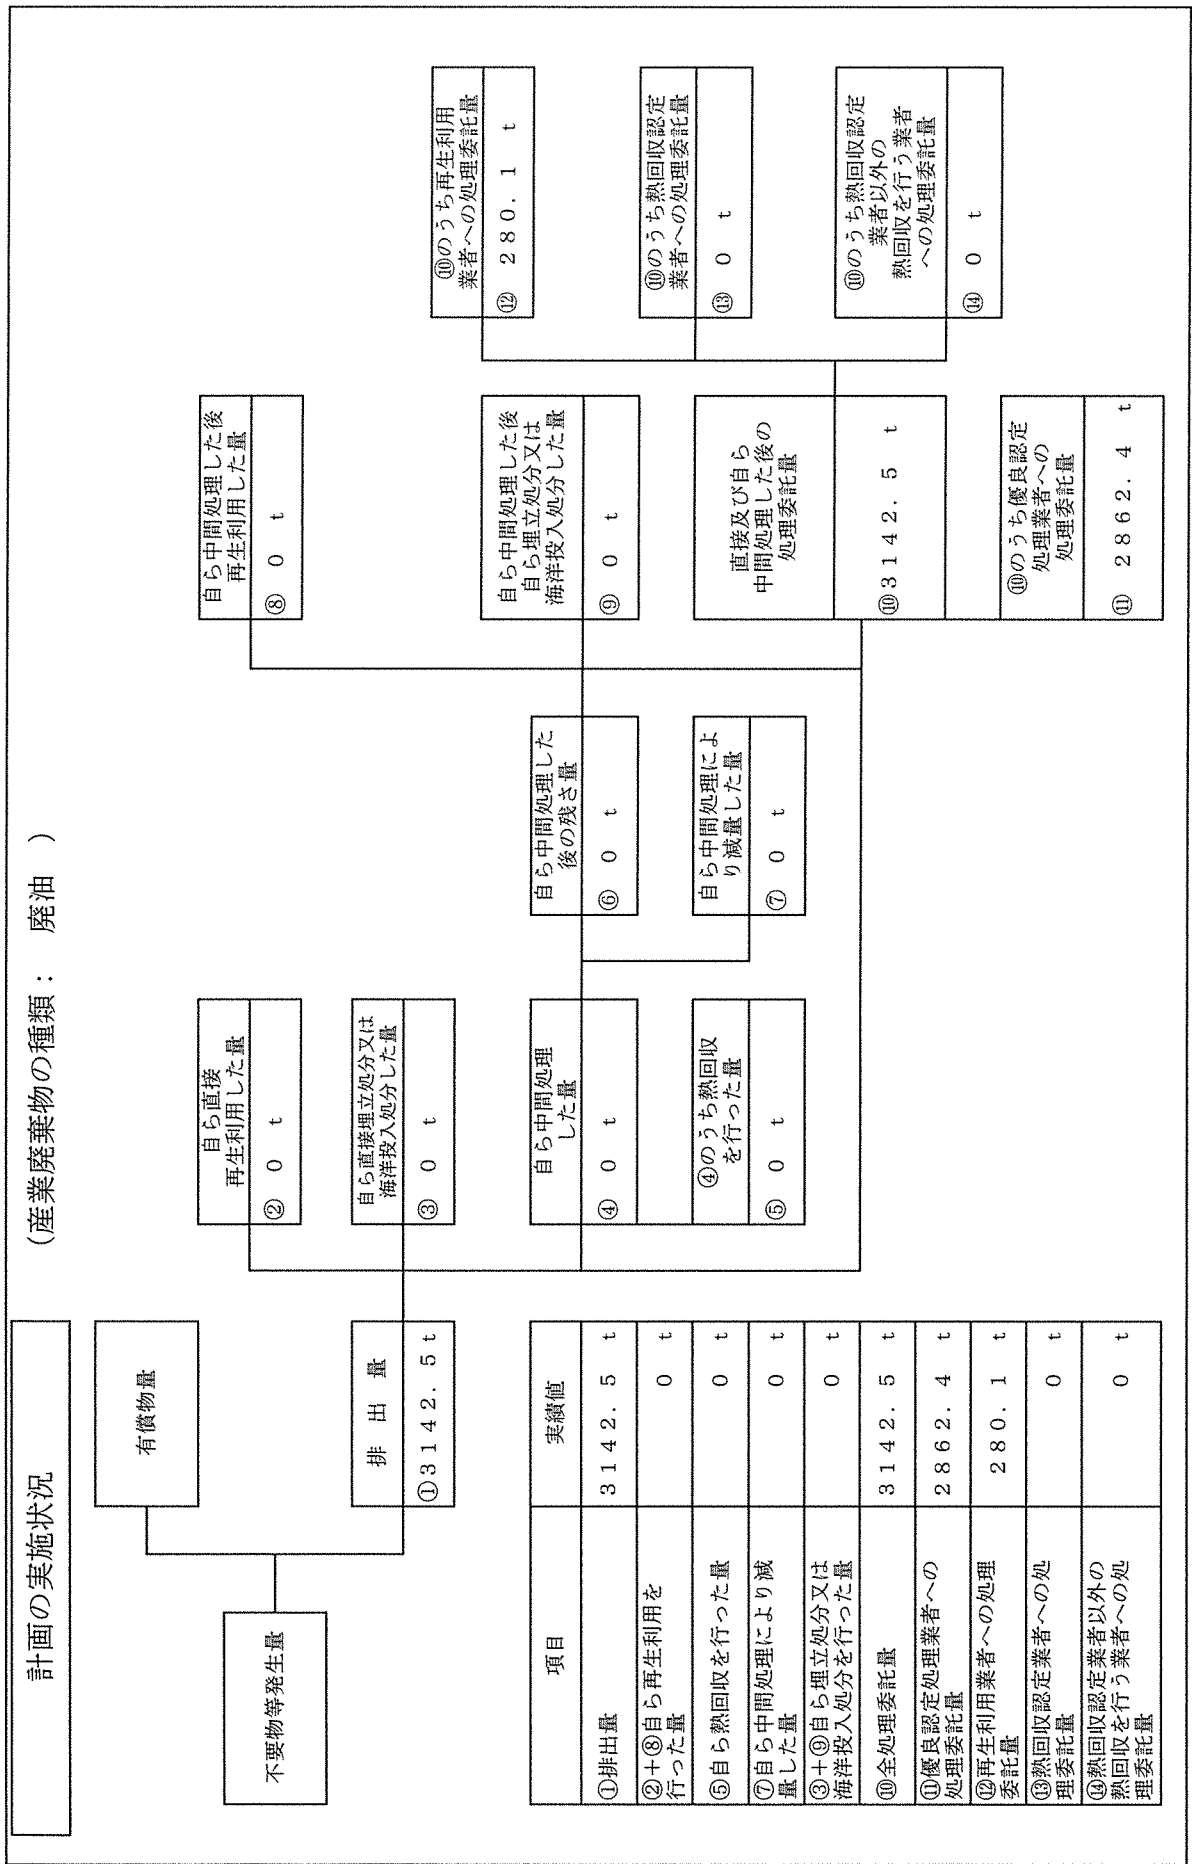 計画の実施状況
(産業廃棄物の種類： 廃油 )
不要物等発生量
有償物量
排 出 量
①3142.5t
自ら直接
再生利用した量
② 0 t
自ら直接埋立処分又は
海洋投入処分した量
③ 0 t
自ら中間処理
した量
④ 0 t
④のうち熱回収
を行った量
⑤ 0 t
自ら中間処理した
後の残さ量
⑥ 0 t
自ら中間処理によ
り減量した量
⑦ 0 t
自ら中間処理した後
再生利用した量
⑧ 0 t
自ら中間処理した後
自ら埋立処分又は
海洋投入処分した量
⑨ 0 t
直接及び自ら
中間処理した後の
処理委託量
⑩3142.5 t
⑩のうち優良認定
処理業者への
処理委託量
⑪ 2862.4 t
⑩のうち再生利用
業者への処理委託量
⑫ 280.1 t
⑩のうち熱回収認定
業者への処理委託量
⑬ 0 t
⑩のうち熱回収認定
業者以外の
熱回収を行う業者
への処理委託量
⑭ 0 t
項目 実績値
①排出量 3142.5 t
②＋⑧自ら再生利用を
行った量 0 t
⑤自ら熱回収を行った量 0 t
⑦自ら中間処理により減
量した量 0 t
③＋⑨自ら埋立処分又は
海洋投入処分を行った量 0 t
⑩全処理委託量 3142.5 t
⑪優良認定処理業者への
処理委託量 2862.4 t
⑫再生利用業者への処理
委託量 280.1 t
⑬熱回収認定業者への処
理委託量 0 t
⑭熱回収認定業者以外の
熱回収を行う業者への処
理委託量 0 t